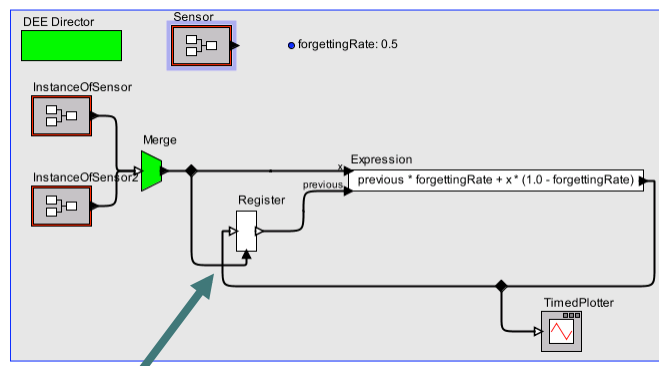 DEE Director
Sensor
forgettingRate: 0.5
InstanceOfSensor
Merge
InstanceOfSensor2
x
Expression
previous * forgettingRate + x * (1.0 - forgettingRate)
previous
Register
TimedPlotter